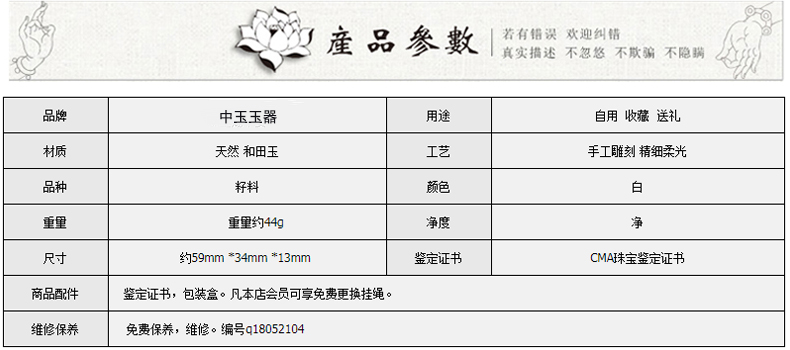 産品參數
若有错误 欢迎纠错
真实描述 不忽悠 不欺骗 不隐瞒
品牌 中玉玉器 用途 自用 收藏 送礼
材质 天然 和田玉 工艺 手工雕刻 精细柔光
品种 籽料 颜色 白
重量 重量约44g 净度 净
尺寸 约59mm *34mm *13mm 鉴定证书 CMA珠宝鉴定证书
商品配件 鉴定证书，包装盒。凡本店会员可享免费更换挂绳。
维修保养 免费保养，维修。编号q18052104